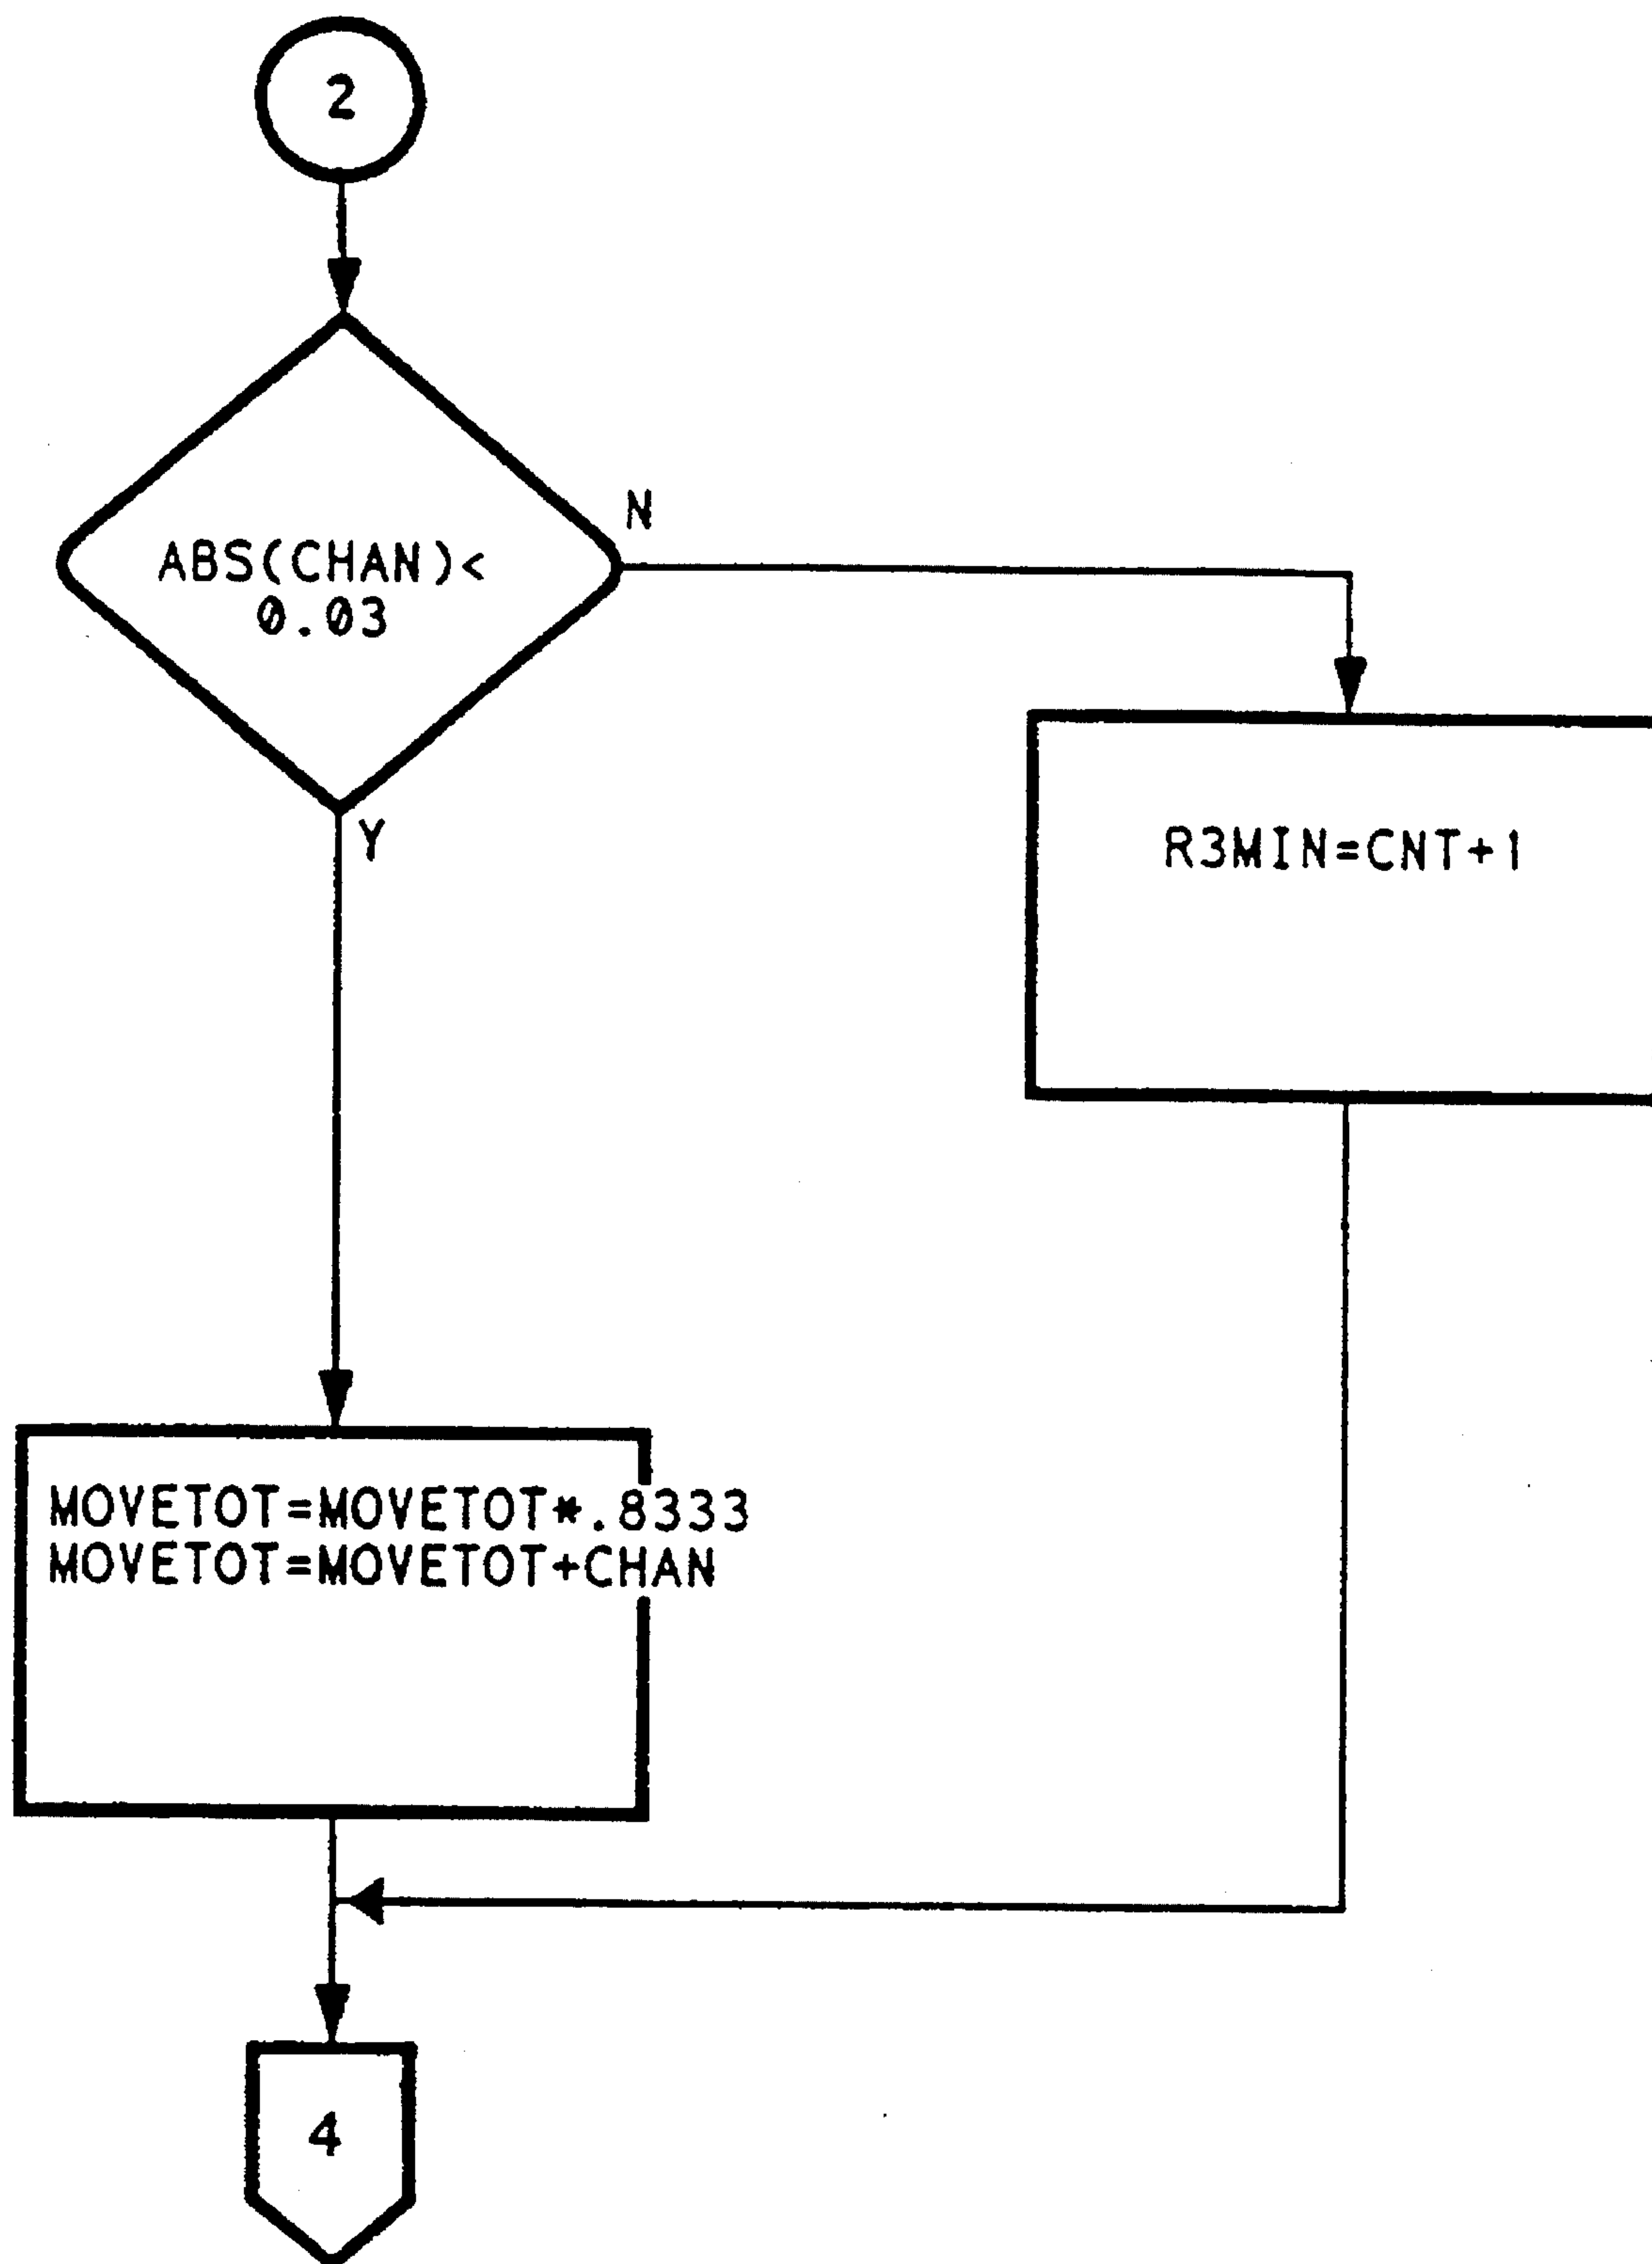 2
ABS(CHAN)<
0.03
N
Y
R3MIN=CNT+1
MOVETOT=MOVETOT*.8333
MOVETOT=MOVETOT+CHAN
4